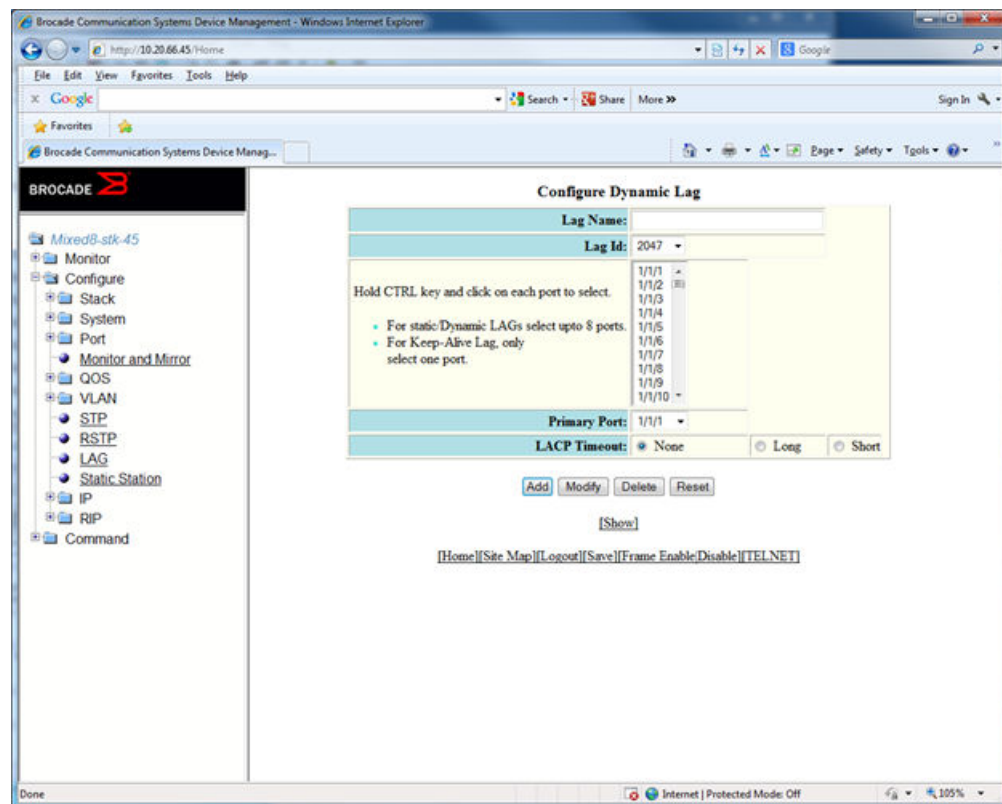 Brocade Communication Systems Device Management - Windows Internet Explorer
http://10.20.66.45/Home
Google
File Edit View Favorites Tools Help
x Google
Search
Share
More »
Sign In
Favorites
Brocade Communication Systems Device Manag...
Page
Safety
Tools
BROCADE
Mixed8-stk-45
Monitor
Configure
Stack
System
Port
Monitor and Mirror
QOS
VLAN
STP
RSTP
LAG
Static Station
IP
RIP
Command
Configure Dynamic Lag
Lag Name:
Lag Id: 2047
Hold CTRL key and click on each port to select.
• For static/Dynamic LAGs select upto 8 ports.
• For Keep-Alive Lag, only
select one port.
1/1/1
1/1/2
1/1/3
1/1/4
1/1/5
1/1/6
1/1/7
1/1/8
1/1/9
1/1/10
Primary Port: 1/1/1
LACP Timeout: None Long Short
Add Modify Delete Reset
[Show]
[Home][Site Map][Logout][Save][Frame Enable|Disable][TELNET]
Done
Internet | Protected Mode: Off
105%